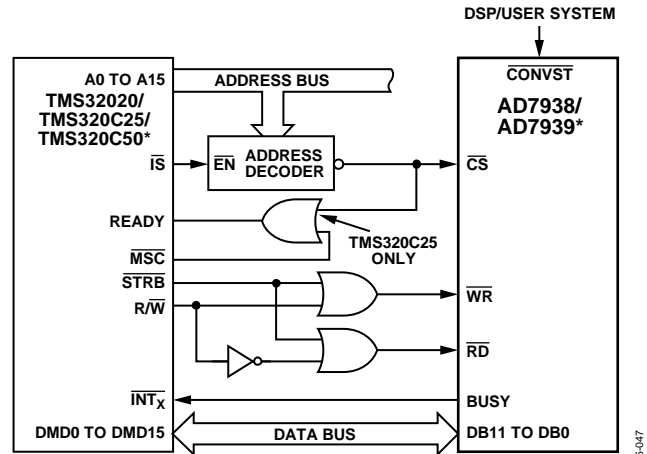 DSP/USER SYSTEM
A0 TO A15
ADDRESS BUS
CONVST
TMS32020/
TMS320C25/
TMS320C50*
AD7938/
AD7939*
IS
EN ADDRESS
DECODER
CS
READY
TMS320C25
ONLY
MSC
STRB
R/W
WR
RD
INTX
BUSY
DMD0 TO DMD15
DATA BUS
DB11 TO DB0
-047